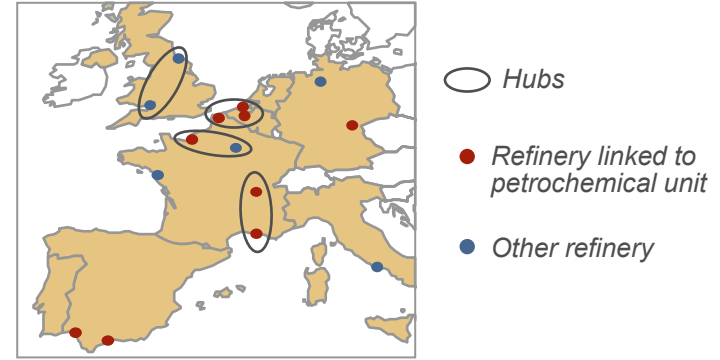 Hubs
Refinery linked to
petrochemical unit
Other refinery